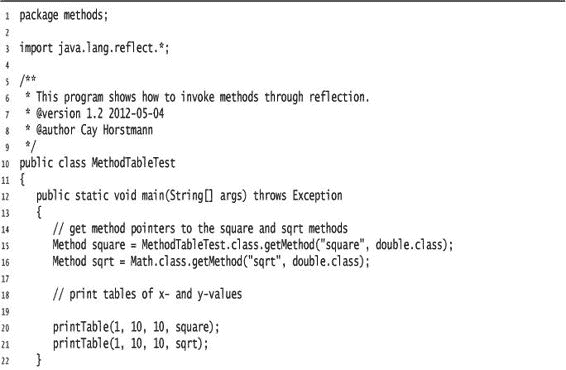 1 package methods;
2
3 import java.lang.reflect.*;
4
5 /**
6  * This program shows how to invoke methods through reflection.
7  * @version 1.2 2012-05-04
8  * @author Cay Horstmann
9  */
10 public class MethodTableTest
11 {
12    public static void main(String[] args) throws Exception
13    {
14       // get method pointers to the square and sqrt methods
15       Method square = MethodTableTest.class.getMethod("square", double.class);
16       Method sqrt = Math.class.getMethod("sqrt", double.class);
17
18       // print tables of x- and y-values
19
20       printTable(1, 10, 10, square);
21       printTable(1, 10, 10, sqrt);
22    }